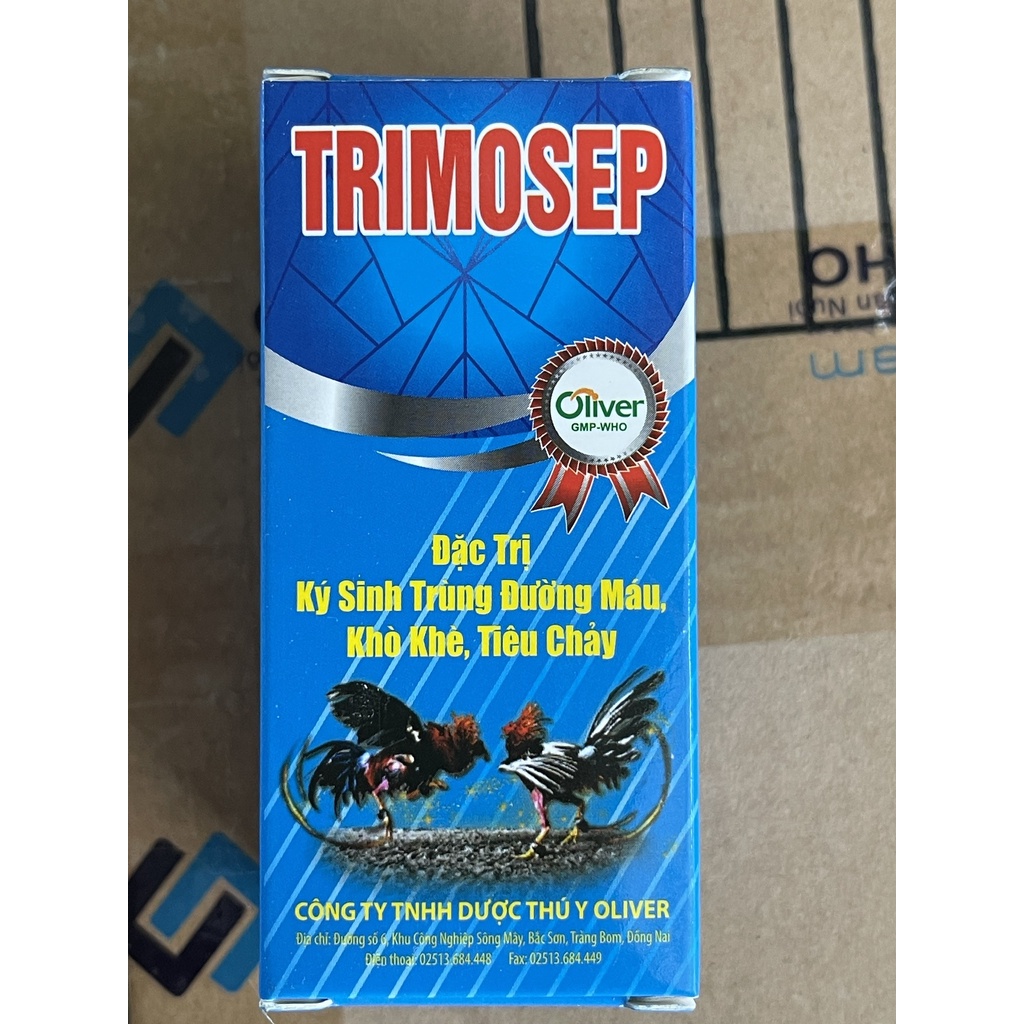 TRIMOSEP
Oliver
GMP-WHO
Đặc Trị
Ký Sinh Trùng Đường Máu,
Khò Khè, Tiêu Chảy
CÔNG TY TNHH DƯỢC THÚ Y OLIVER
Địa chỉ: Đường số 6, Khu Công Nghiệp Sông Mây, Bắc Sơn, Trảng Bom, Đồng Nai
Điện thoại: 02513.684.448 Fax: 02513.684.449